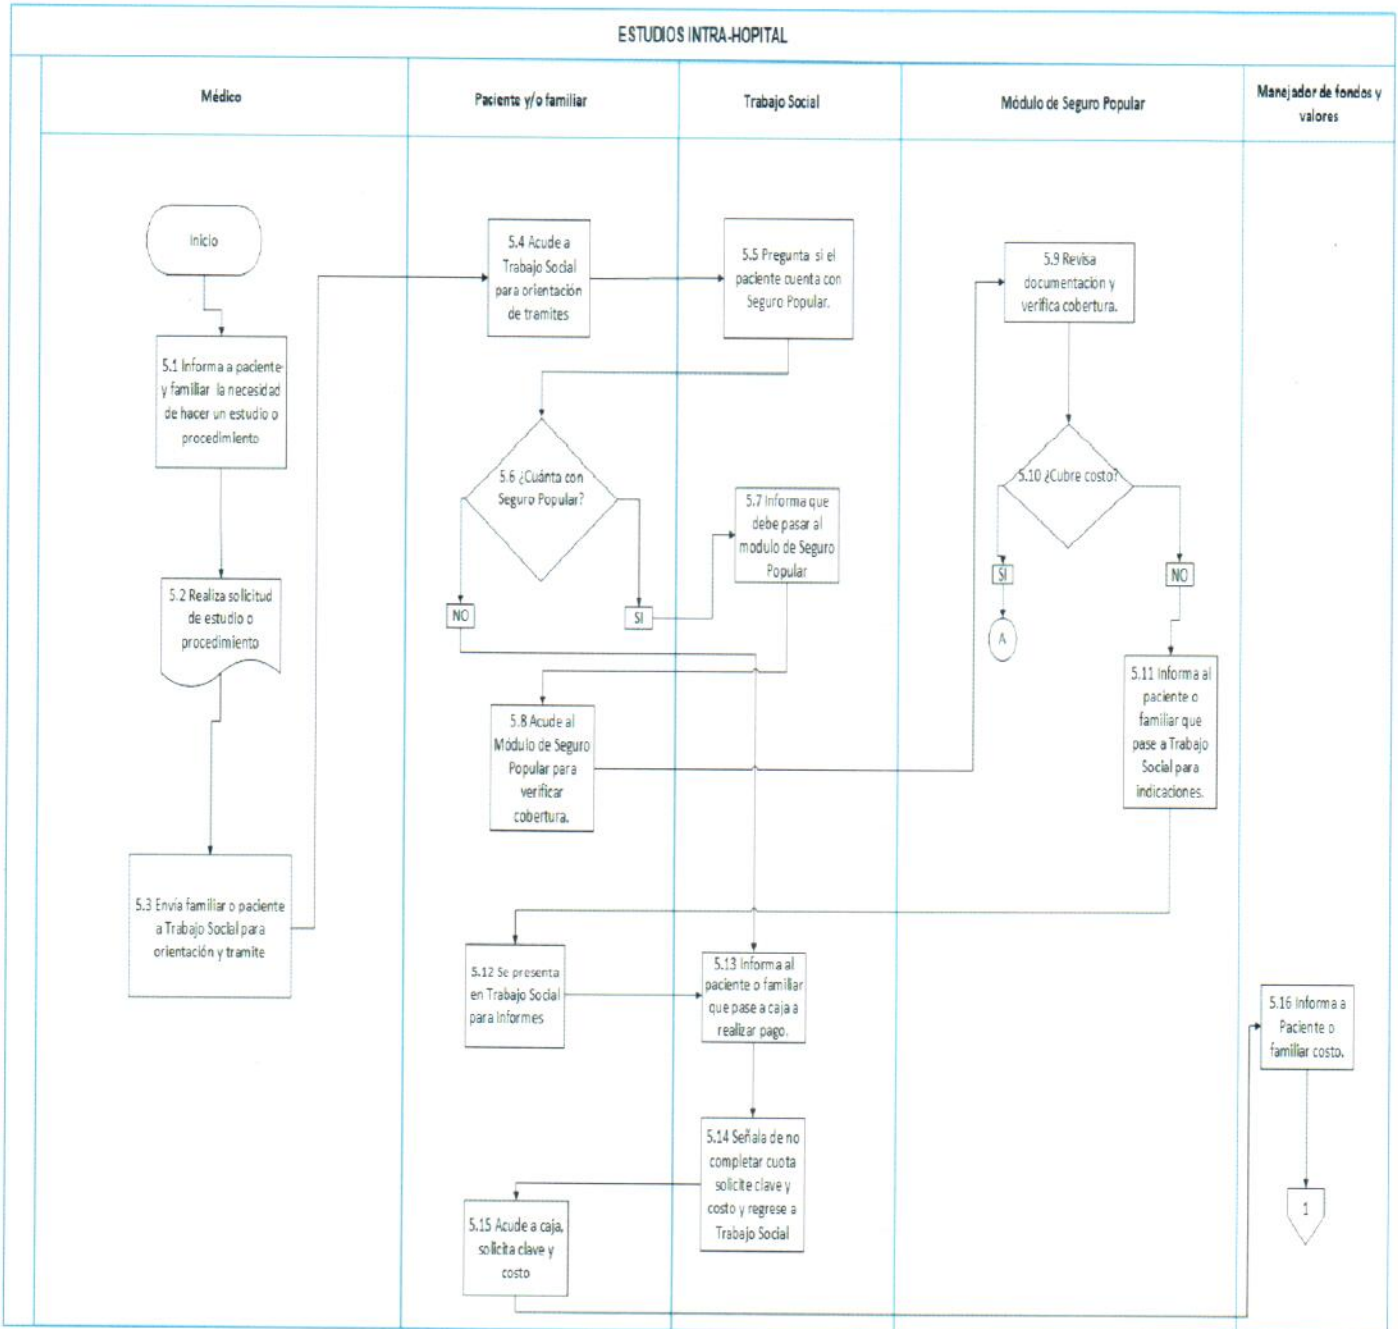 ESTUDIOS INTRA-HOPITAL
Médico
Paciente y/o familiar
Trabajo Social
Módulo de Seguro Popular
Manejador de fondos y
valores
Inicio
5.1 Informa a paciente
y familiar la necesidad
de hacer un estudio o
procedimiento
5.2 Realiza solicitud
de estudio o
procedimiento
5.3 Envía familiar o paciente
a Trabajo Social para
orientación y tramite
5.4 Acude a
Trabajo Social
para orientación
de tramites
5.5 Pregunta si el
paciente cuenta con
Seguro Popular.
5.6 ¿Cuánta con
Seguro Popular?
NO
SI
5.7 Informa que
debe pasar al
modulo de Seguro
Popular
5.8 Acude al
Módulo de Seguro
Popular para
verificar
cobertura.
5.9 Revisa
documentación y
verifica cobertura.
5.10 ¿Cubre costo?
SI
NO
A
5.11 Informa al
paciente o
familiar que
pase a Trabajo
Social para
indicaciones.
5.12 Se presenta
en Trabajo Social
para Informes
5.13 Informa al
paciente o familiar
que pase a caja a
realizar pago.
5.14 Señala de no
completar cuota
solicite clave y
costo y regrese a
Trabajo Social
5.15 Acude a caja,
solicita clave y
costo
5.16 Informa a
Paciente o
familiar costo.
1